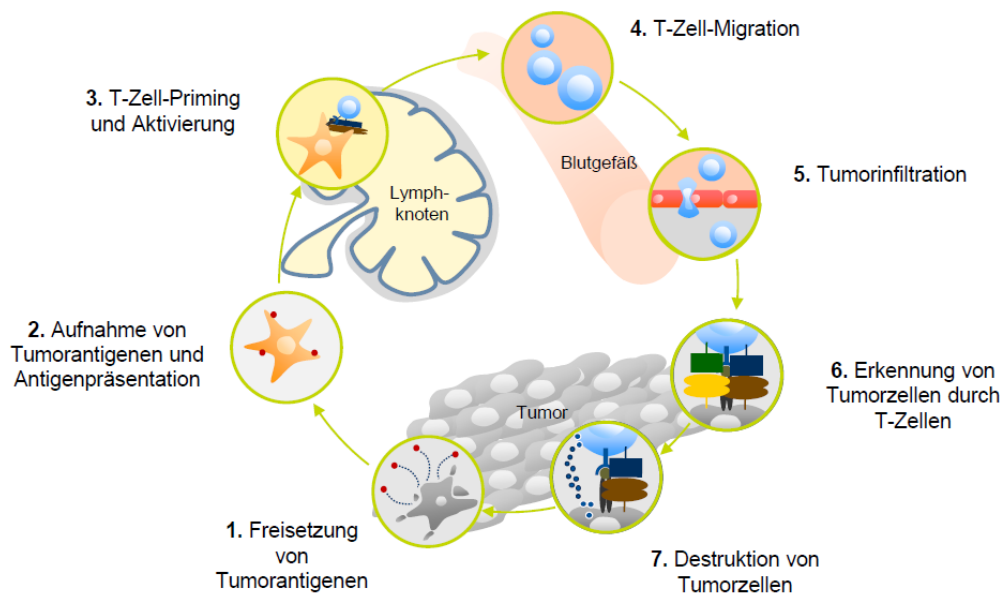 1. Freisetzung
von
Tumorantigenen
2. Aufnahme von
Tumorantigenen und
Antigenpräsentation
3. T-Zell-Priming
und Aktivierung
Lymph-
knoten
4. T-Zell-Migration
Blutgefäß
5. Tumorinfiltration
6. Erkennung von
Tumorzellen durch
T-Zellen
Tumor
7. Destruktion von
Tumorzellen